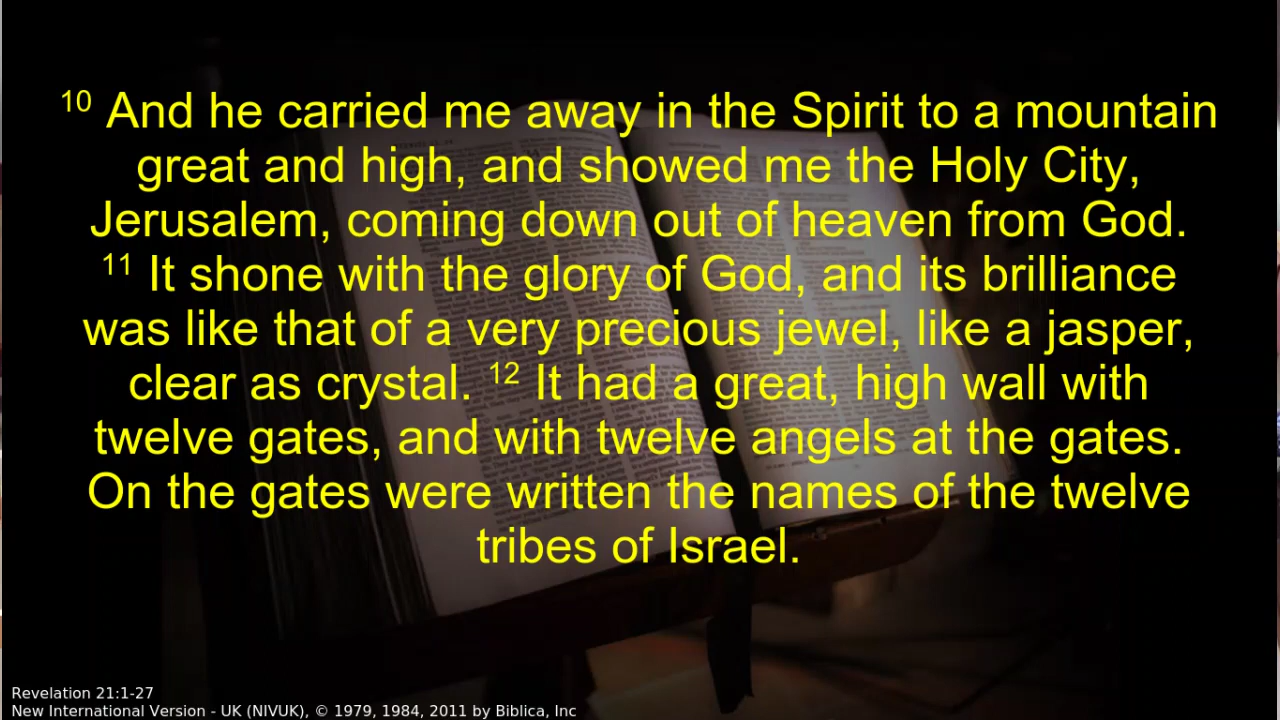 10 And he carried me away in the Spirit to a mountain
great and high, and showed me the Holy City,
Jerusalem, coming down out of heaven from God.
11 It shone with the glory of God, and its brilliance
was like that of a very precious jewel, like a jasper,
clear as crystal. 12 It had a great, high wall with
twelve gates, and with twelve angels at the gates.
On the gates were written the names of the twelve
tribes of Israel.
Revelation 21:1-27
New International Version - UK (NIVUK), © 1979, 1984, 2011 by Biblica, Inc